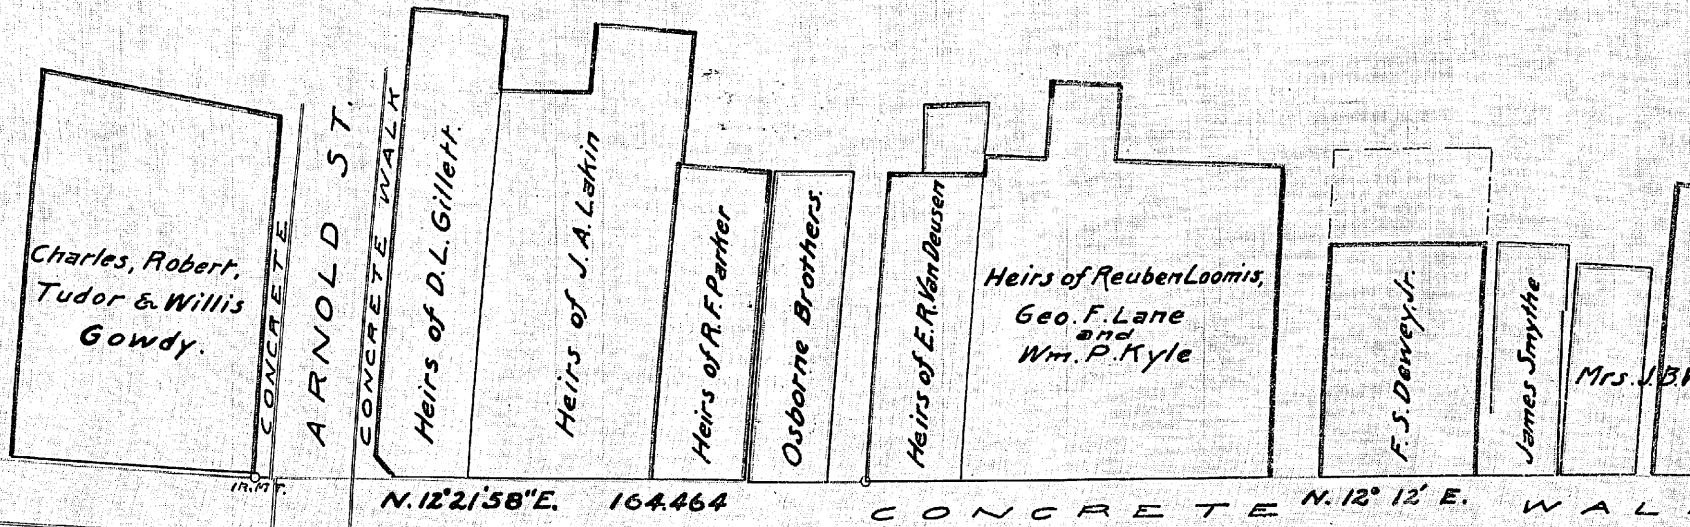 Charles, Robert,
Tudor & Willis
Gowdy.
CONCRETE
ARNOLD ST.
CONCRETE WALK
Heirs of D.L. Gillett.
Heirs of J.A. Lakin
Heirs of R.F. Parker
Osborne Brothers.
Heirs of E.R. Van Deusen
Heirs of Reuben Loomis,
Geo. F. Lane
and
Wm. P. Kyle
F. S. Dewey, Jr.
James Smythe
Mrs. J. B.
N. 12° 21' 58" E. 164.464
CONCRETE
N. 12° 12' E.
WAL